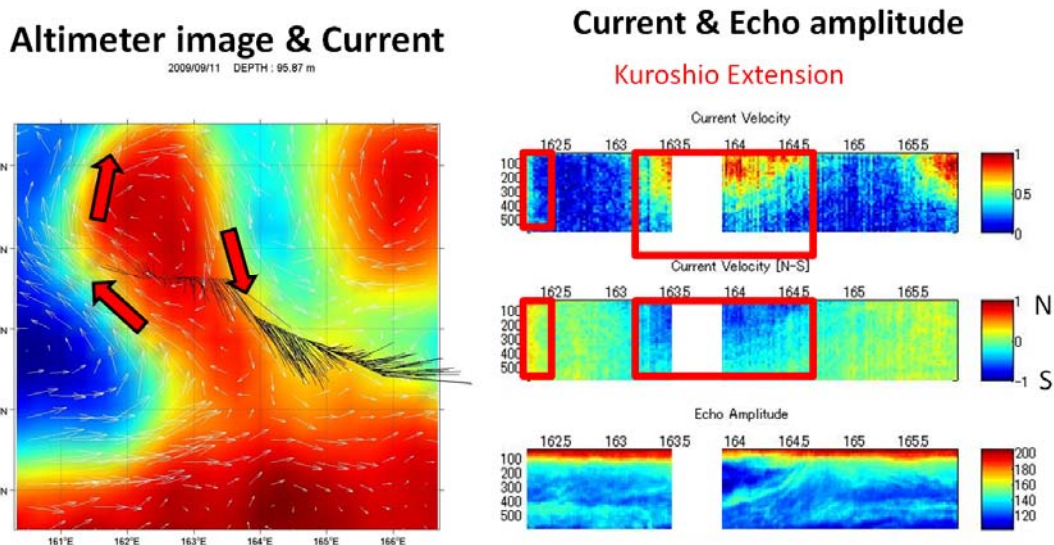 Altimeter image & Current
2009/09/11 DEPTH : 95.87 m
N
N
N
N
N
161°E 162°E 163°E 164°E 165°E 166°E
Current & Echo amplitude
Kuroshio Extension
Current Velocity
162.5 163 163.5 164 164.5 165 165.5
100
200
300
400
500
1
0.5
0
Current Velocity [N-S]
162.5 163 163.5 164 164.5 165 165.5
100
200
300
400
500
1
0.5
0
-0.5
-1
N
S
Echo Amplitude
162.5 163 163.5 164 164.5 165 165.5
100
200
300
400
500
200
180
160
140
120